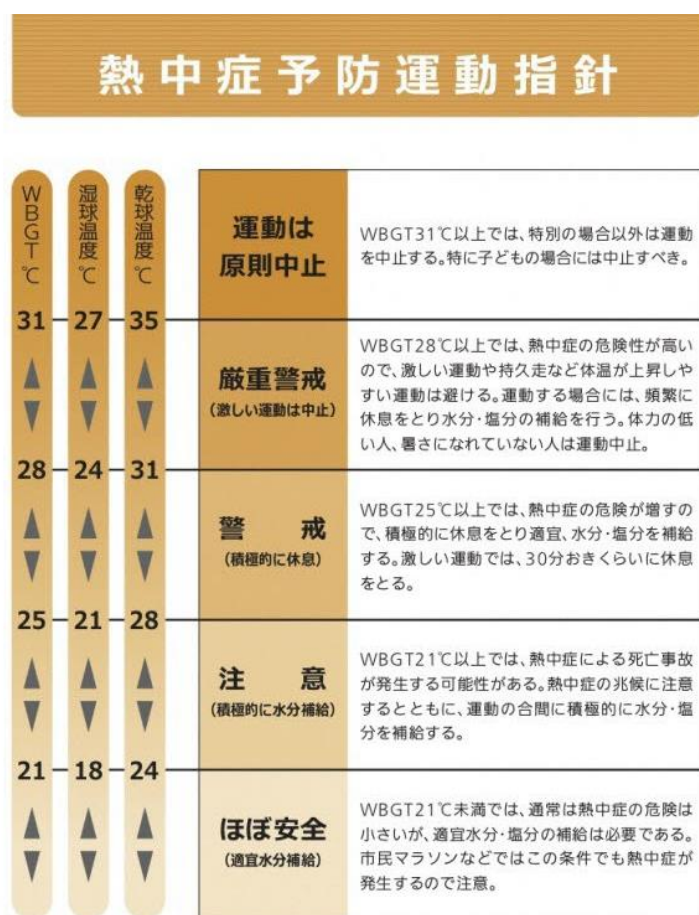 熱中症予防運動指針
WBGT ℃
湿球温度 ℃
乾球温度 ℃
運動は
原則中止
WBGT31℃以上では、特別の場合以外は運動
を中止する。特に子どもの場合には中止すべき。
31 27 35
厳重警戒
(激しい運動は中止)
WBGT28℃以上では、熱中症の危険性が高い
ので、激しい運動や持久走など体温が上昇しや
すい運動は避ける。運動する場合には、頻繁に
休息をとり水分・塩分の補給を行う。体力の低
い人、暑さになれていない人は運動中止。
28 24 31
警戒
(積極的に休息)
WBGT25℃以上では、熱中症の危険が増すの
で、積極的に休息をとり適宜、水分・塩分を補給
する。激しい運動では、30分おきくらいに休息
をとる。
25 21 28
注意
(積極的に水分補給)
WBGT21℃以上では、熱中症による死亡事故
が発生する可能性がある。熱中症の兆候に注意
するとともに、運動の合間に積極的に水分・塩
分を補給する。
21 18 24
ほぼ安全
(適宜水分補給)
WBGT21℃未満では、通常は熱中症の危険は
小さいが、適宜水分・塩分の補給は必要である。
市民マラソンなどではこの条件でも熱中症が
発生するので注意。